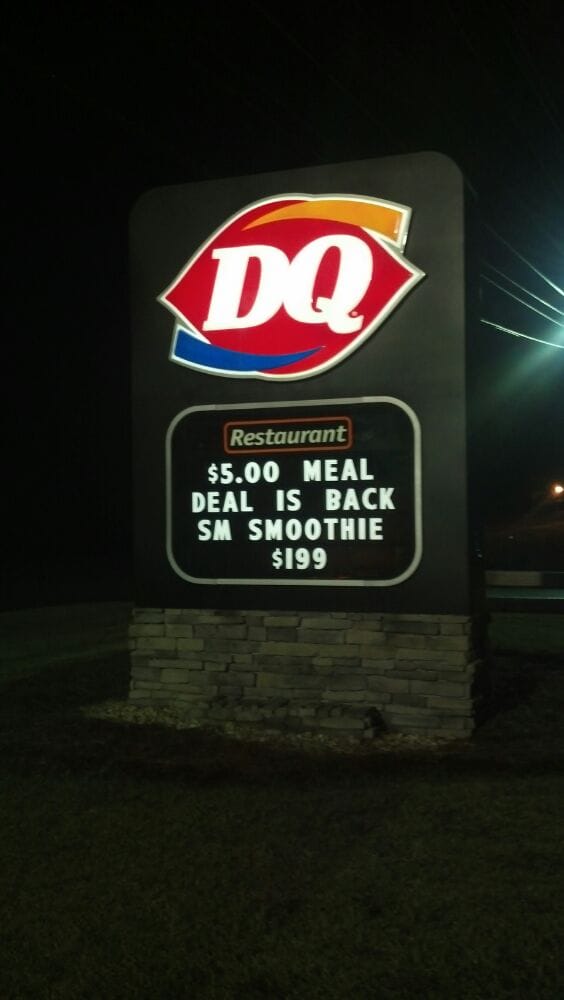 DQ
Restaurant
$5.00 MEAL
DEAL IS BACK
SM SMOOTHIE
$199